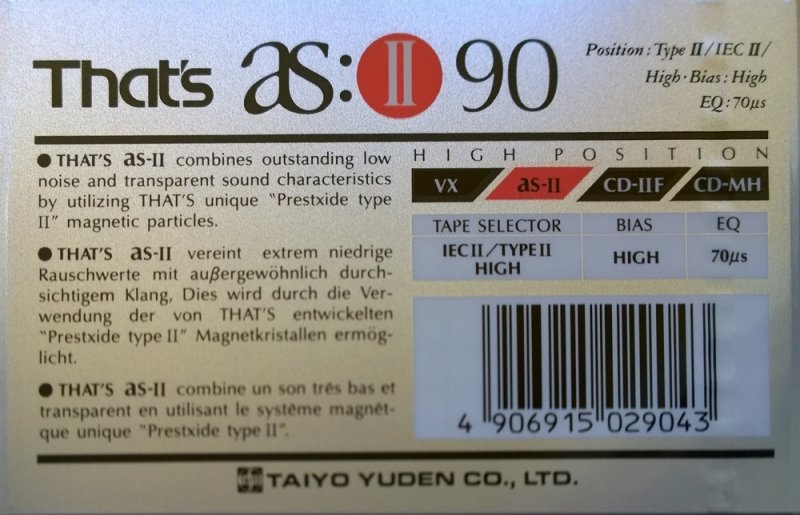 That's as:II 90
Position: Type II/IEC II/
High·Bias: High
EQ: 70μs
● THAT'S as-II combines outstanding low
noise and transparent sound characteristics
by utilizing THAT'S unique "Prestxide type
II" magnetic particles.
● THAT'S as-II vereint extrem niedrige
Rauschwerte mit außergewöhnlich durch-
sichtigem Klang, Dies wird durch die Ver-
wendung der von THAT'S entwickelten
"Prestxide type II" Magnetkristallen ermög-
licht.
● THAT'S as-II combine un son três bas et
transparent en utilisant le systéme magnét-
que unique "Prestxide type II".
HIGH POSITION
VX as-II CD-IIF CD-MH
TAPE SELECTOR BIAS EQ
IEC II/TYPE II
HIGH HIGH 70μs
4 906915 029043
TAIYO YUDEN CO., LTD.